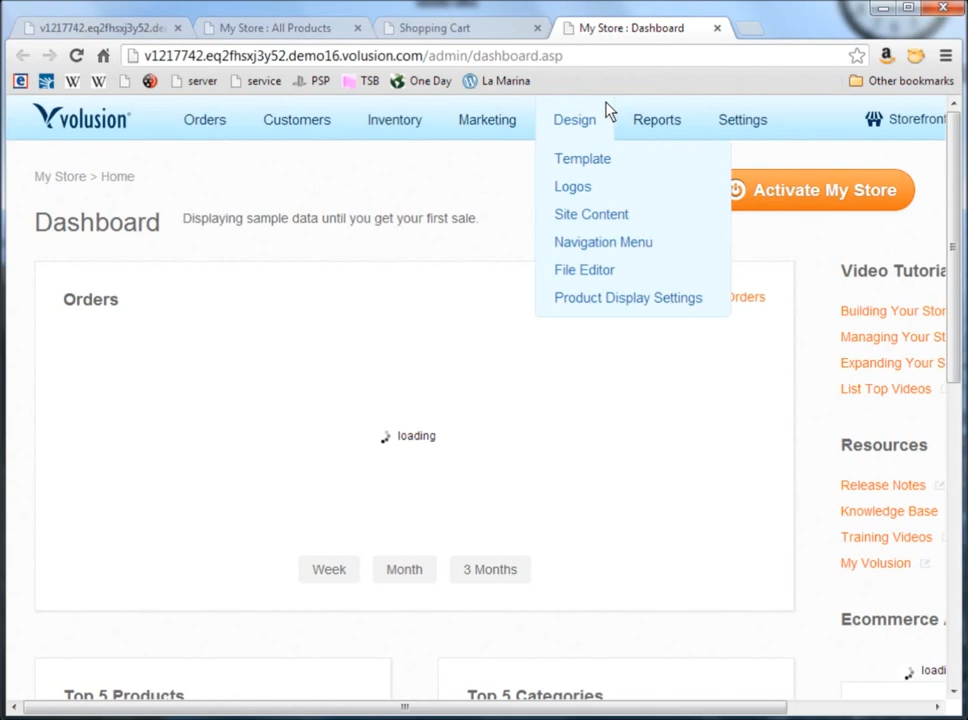 v1217742.eq2fhsxj3y52.de
My Store : All Products
Shopping Cart
My Store : Dashboard
v1217742.eq2fhsxj3y52.demo16.volusion.com/admin/dashboard.asp
server
service
PSP
TSB
One Day
La Marina
Other bookmarks
volusion
Orders
Customers
Inventory
Marketing
Design
Reports
Settings
Storefront
Template
Logos
Site Content
Navigation Menu
File Editor
Product Display Settings
My Store > Home
Activate My Store
Dashboard
Displaying sample data until you get your first sale.
Orders
Orders
loading
Week
Month
3 Months
Video Tutoria
Building Your Stor
Managing Your St
Expanding Your S
List Top Videos
Resources
Release Notes
Knowledge Base
Training Videos
My Volusion
Ecommerce A
loadi
Top 5 Products
Top 5 Categories